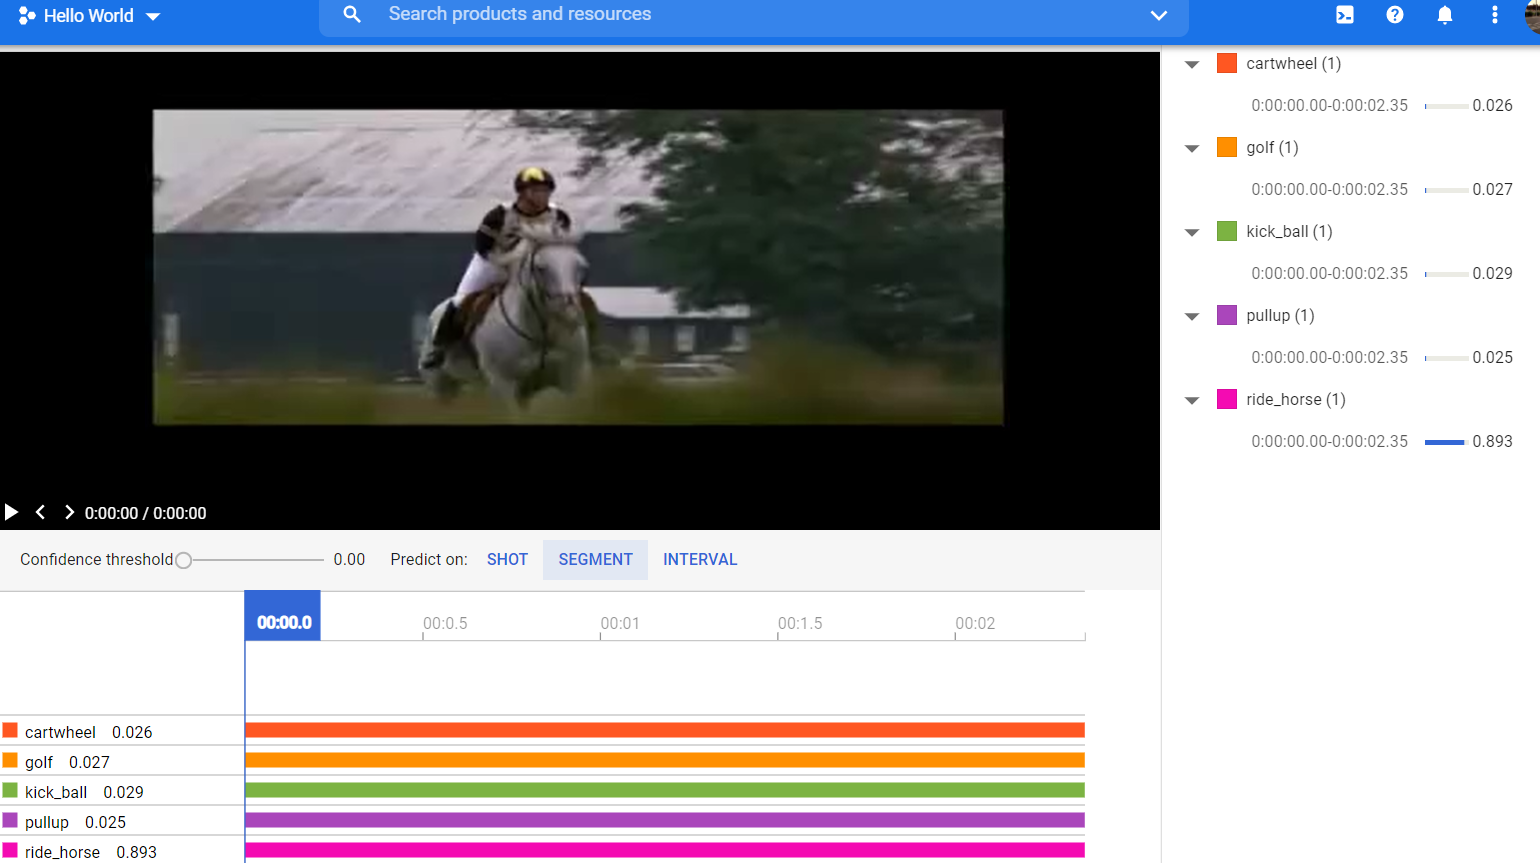 Hello World
Search products and resources
cartwheel (1)
0:00:00.00-0:00:02.35 0.026
golf (1)
0:00:00.00-0:00:02.35 0.027
kick_ball (1)
0:00:00.00-0:00:02.35 0.029
pullup (1)
0:00:00.00-0:00:02.35 0.025
ride_horse (1)
0:00:00.00-0:00:02.35 0.893
0:00:00 / 0:00:00
Confidence threshold 0.00 Predict on: SHOT SEGMENT INTERVAL
00:00.0 00:0.5 00:01 00:1.5 00:02
cartwheel 0.026
golf 0.027
kick_ball 0.029
pullup 0.025
ride_horse 0.893